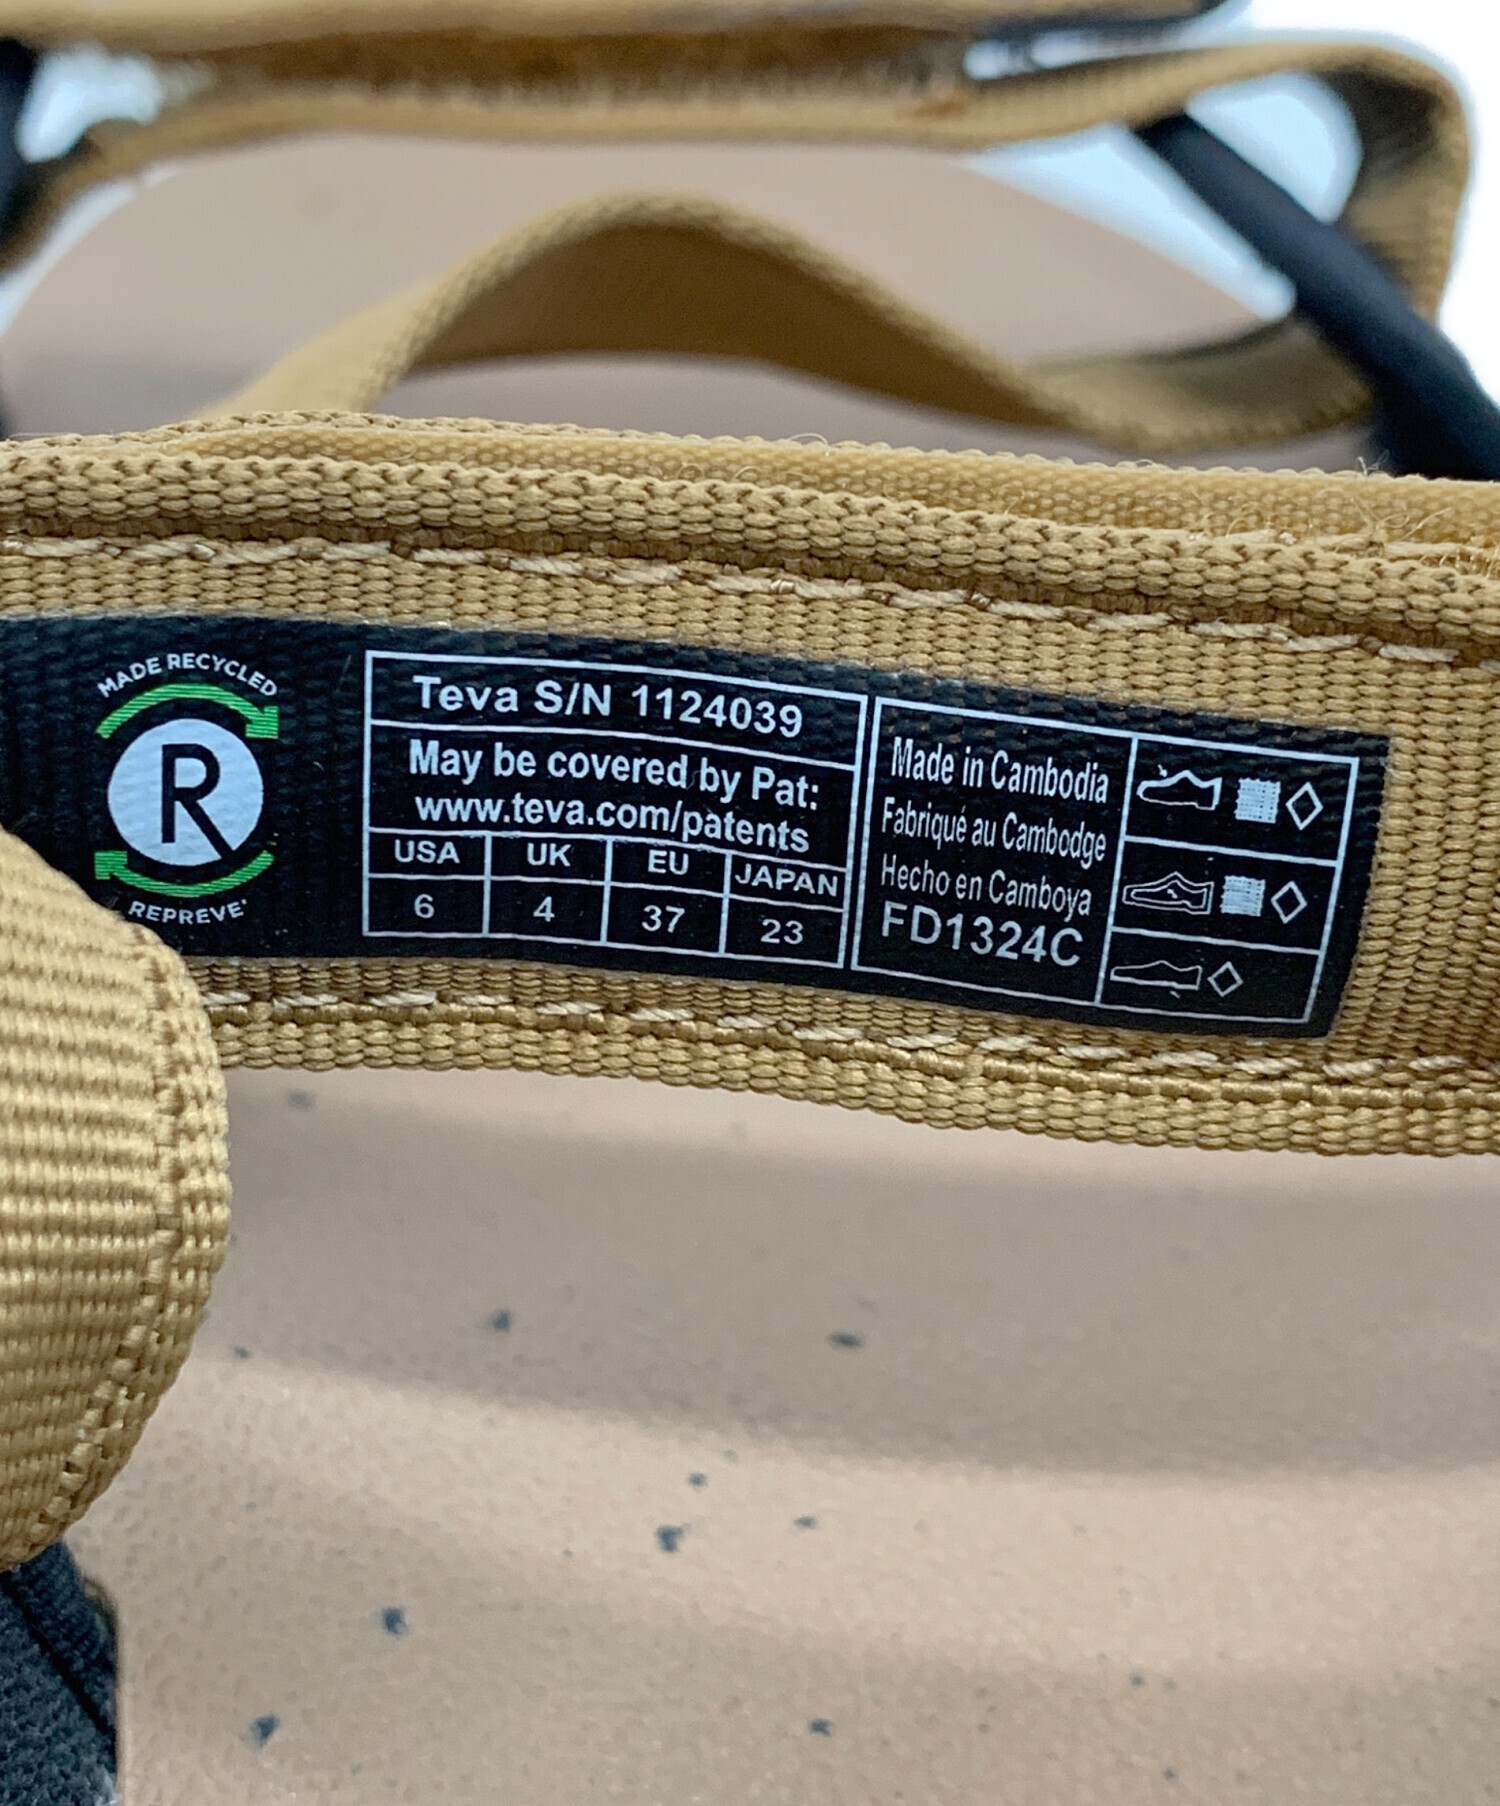 MADE RECYCLED
R
REPREVE
Teva S/N 1124039
May be covered by Pat:
www.teva.com/patents
USA UK EU JAPAN
6 4 37 23
Made in Cambodia
Fabriqué au Cambodge
Hecho en Camboya
FD1324C